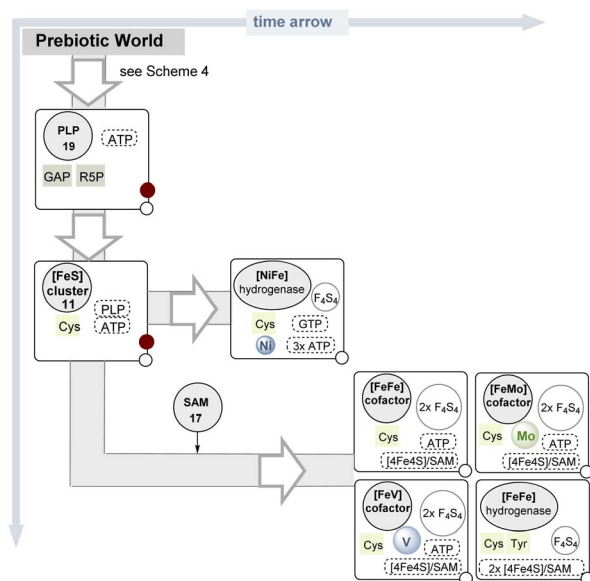 time arrow
Prebiotic World
see Scheme 4
PLP
19
ATP
GAP R5P
[FeS]
cluster
11
PLP
Cys
ATP
[NiFe]
hydrogenase
F₄S₄
Cys
GTP
Ni
3x ATP
SAM
17
[FeFe]
cofactor
2x F₄S₄
Cys
ATP
[4Fe4S]/SAM
[FeMo]
cofactor
2x F₄S₄
Cys
Mo
ATP
[4Fe4S]/SAM
[FeV]
cofactor
2x F₄S₄
Cys
V
ATP
[4Fe4S]/SAM
[FeFe]
hydrogenase
Cys Tyr
F₄S₄
2x [4Fe4S]/SAM